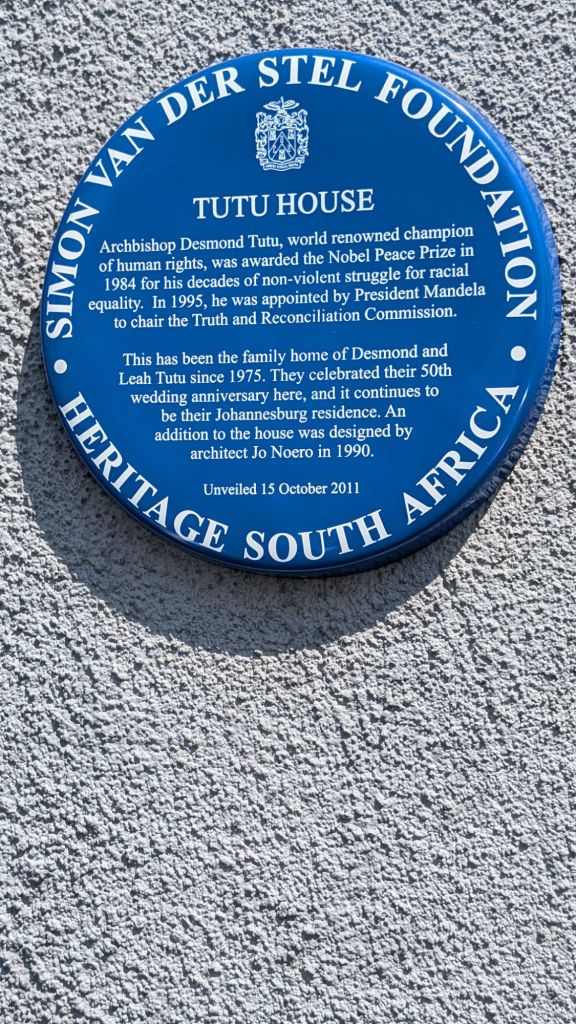 SIMON VAN DER STEL FOUNDATION
TUTU HOUSE
Archbishop Desmond Tutu, world renowned champion
of human rights, was awarded the Nobel Peace Prize in
1984 for his decades of non-violent struggle for racial
equality. In 1995, he was appointed by President Mandela
to chair the Truth and Reconciliation Commission.
This has been the family home of Desmond and
Leah Tutu since 1975. They celebrated their 50th
wedding anniversary here, and it continues to
be their Johannesburg residence. An
addition to the house was designed by
architect Jo Noero in 1990.
Unveiled 15 October 2011
• HERITAGE SOUTH AFRICA •